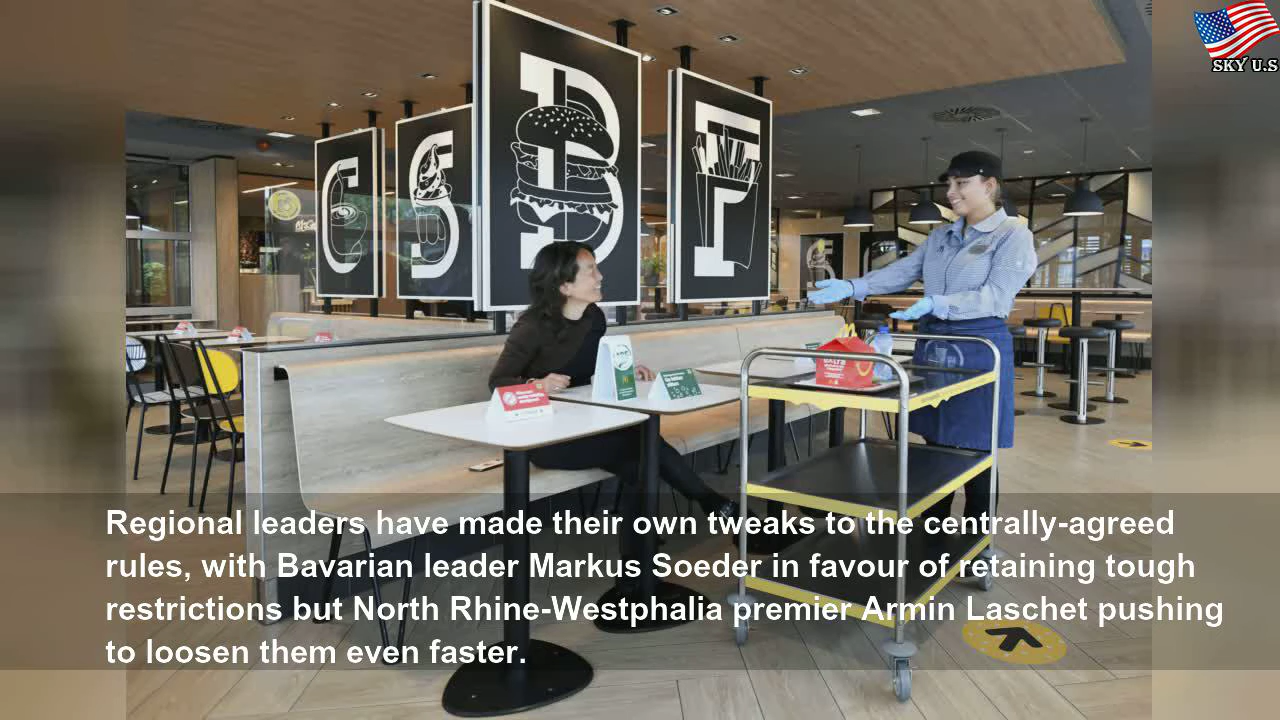 SKY U.S
C
S
B
F
extra
Regional leaders have made their own tweaks to the centrally-agreed
rules, with Bavarian leader Markus Soeder in favour of retaining tough
restrictions but North Rhine-Westphalia premier Armin Laschet pushing
to loosen them even faster.